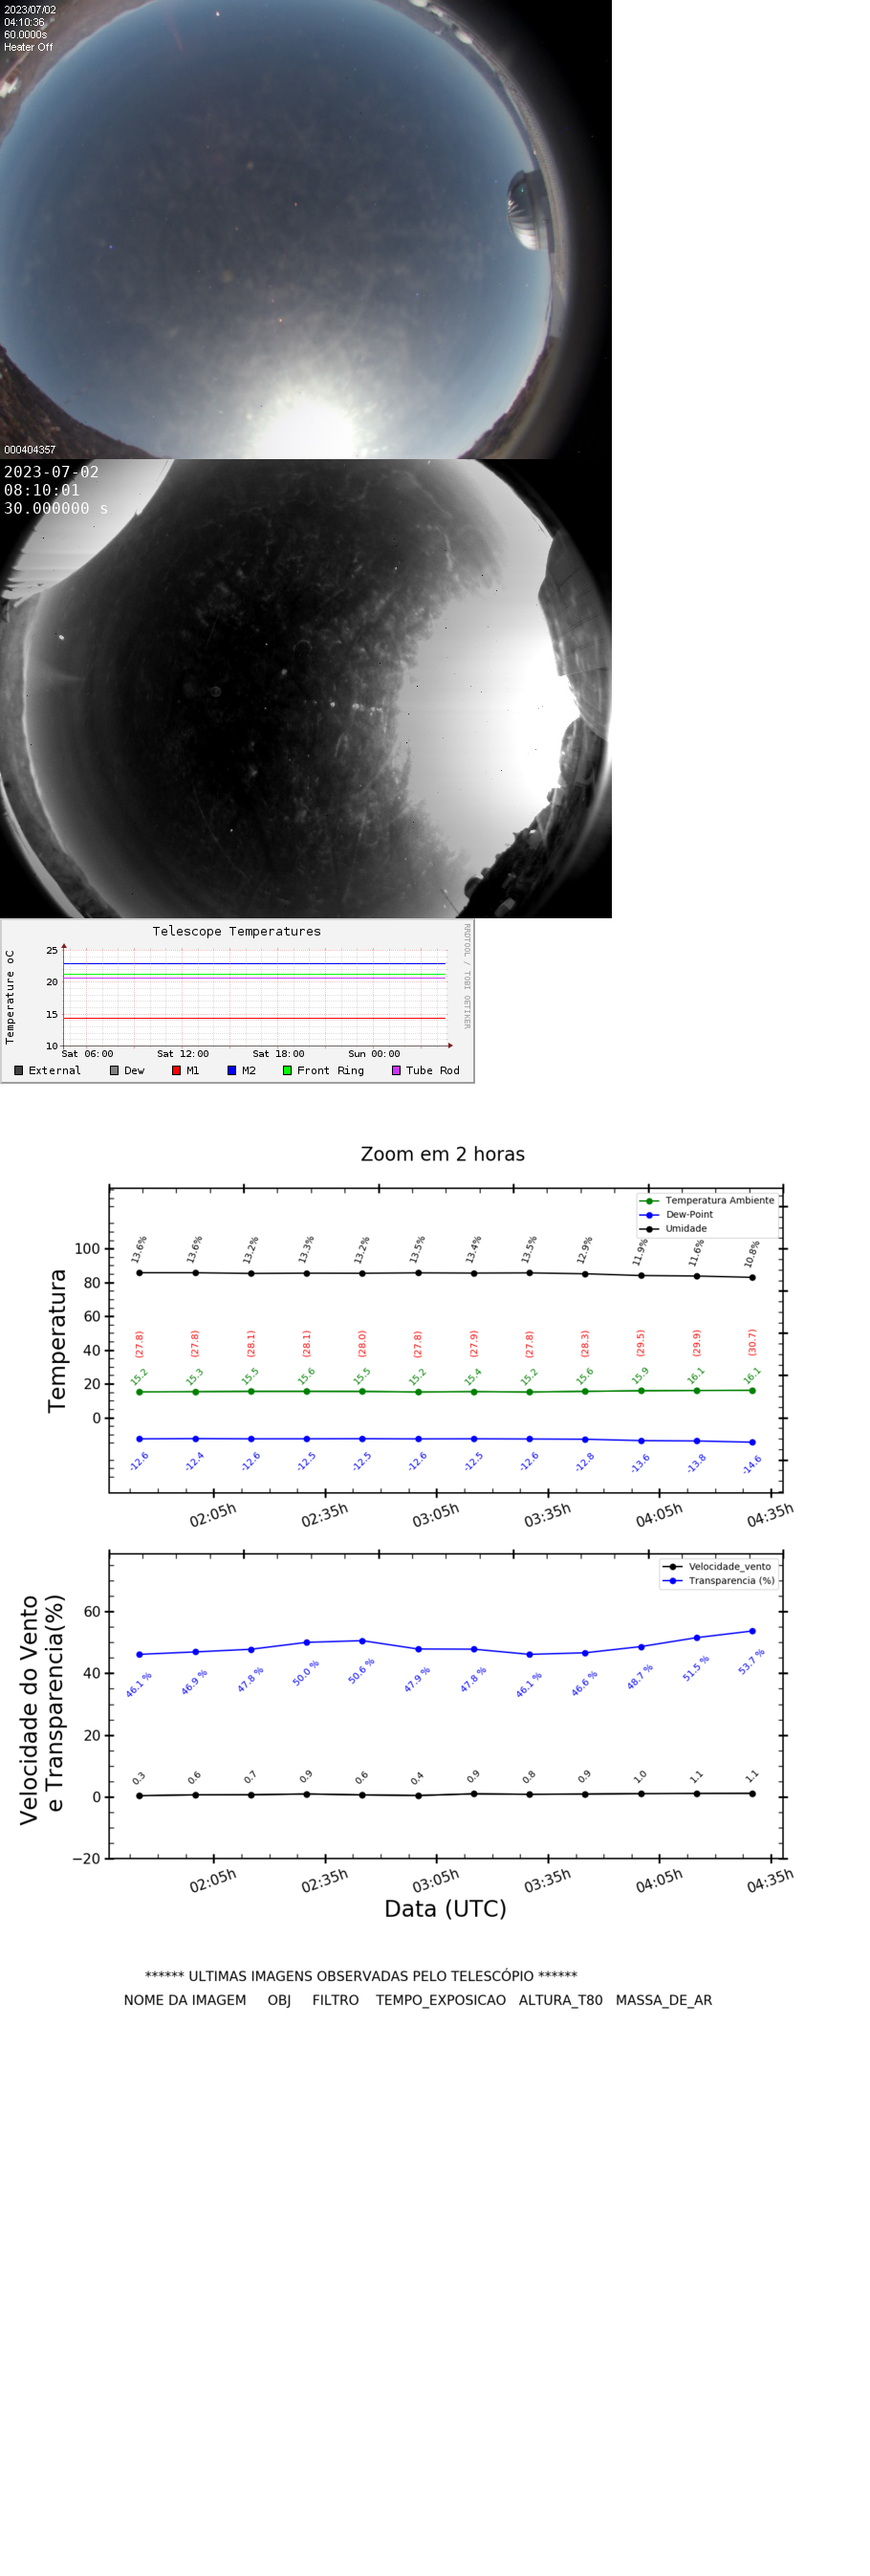 2023/07/02
04:10:36
60.0000s
Heater Off
000404357
2023-07-02
08:10:01
30.000000 s
Telescope Temperatures
RRDTOOL / TOBI OETIKER
Temperature oC
25
20
15
10
Sat 06:00 Sat 12:00 Sat 18:00 Sun 00:00
External Dew M1 M2 Front Ring Tube Rod
Zoom em 2 horas
Temperatura Ambiente
Dew-Point
Umidade
Temperatura
100
80
60
40
20
0
13.6% 13.6% 13.2% 13.3% 13.2% 13.5% 13.4% 13.5% 12.9% 11.9% 11.6% 10.8%
(27.8) (27.8) (28.1) (28.1) (28.0) (27.8) (27.9) (27.8) (28.3) (29.5) (29.9) (30.7)
15.2 15.3 15.5 15.6 15.5 15.2 15.4 15.2 15.6 15.9 16.1 16.1
-12.6 -12.4 -12.6 -12.5 -12.5 -12.6 -12.5 -12.6 -12.8 -13.6 -13.8 -14.6
02:05h 02:35h 03:05h 03:35h 04:05h 04:35h
Velocidade_vento
Transparencia (%)
Velocidade do Vento
e Transparencia(%)
60
40
20
0
−20
46.1 % 46.9 % 47.8 % 50.0 % 50.6 % 47.9 % 47.8 % 46.1 % 46.6 % 48.7 % 51.5 % 53.7 %
0.3 0.6 0.7 0.9 0.6 0.4 0.9 0.8 0.9 1.0 1.1 1.1
02:05h 02:35h 03:05h 03:35h 04:05h 04:35h
Data (UTC)
****** ULTIMAS IMAGENS OBSERVADAS PELO TELESCÓPIO ******
NOME DA IMAGEM OBJ FILTRO TEMPO_EXPOSICAO ALTURA_T80 MASSA_DE_AR